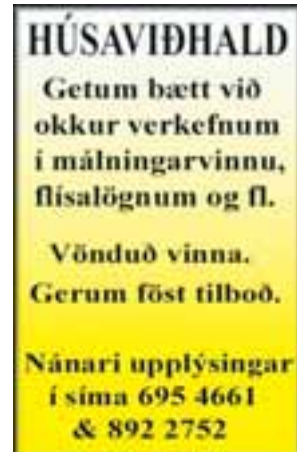 HÚSAVIÐHALD
Getum bætt við
okkur verkefnum
í málningarvinnu,
flísalögnum og fl.
Vönduð vinna.
Gerum föst tilboð.
Nánari upplýsingar
í síma 695 4661
& 892 2752